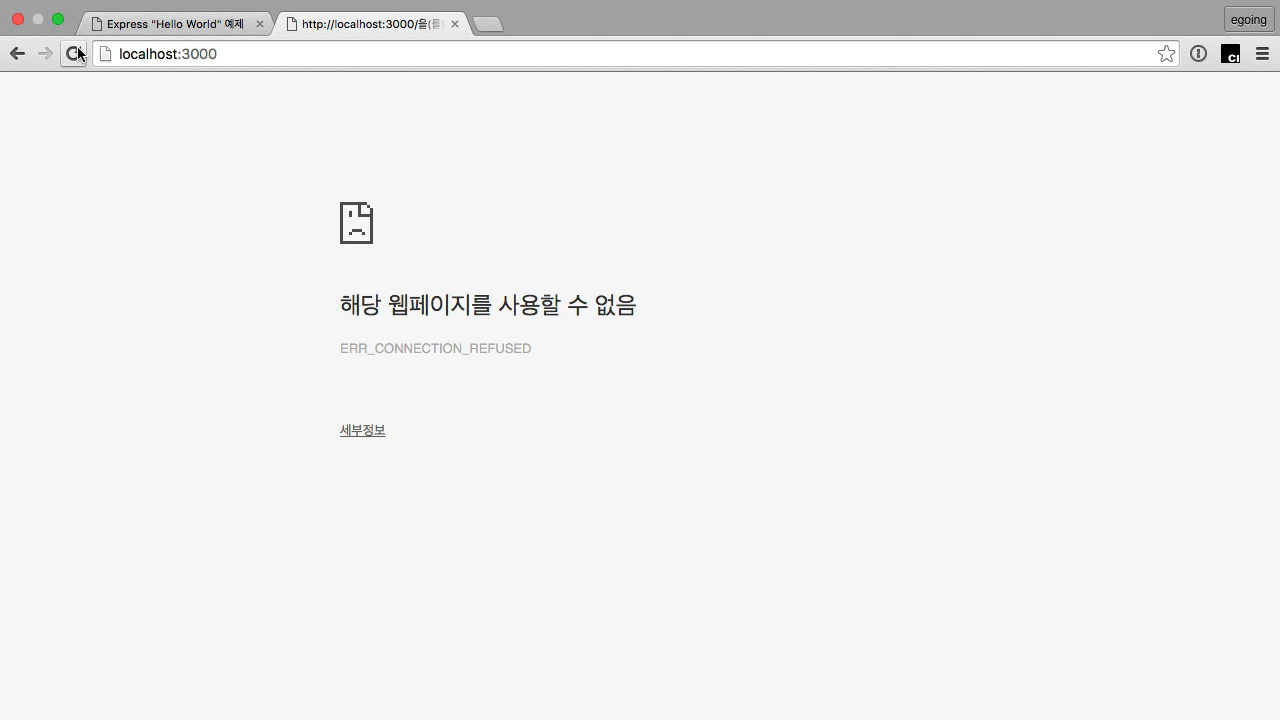 Express "Hello World" 예제
http://localhost:3000/을(를)
egoing
localhost:3000
해당 웹페이지를 사용할 수 없음
ERR_CONNECTION_REFUSED
세부정보